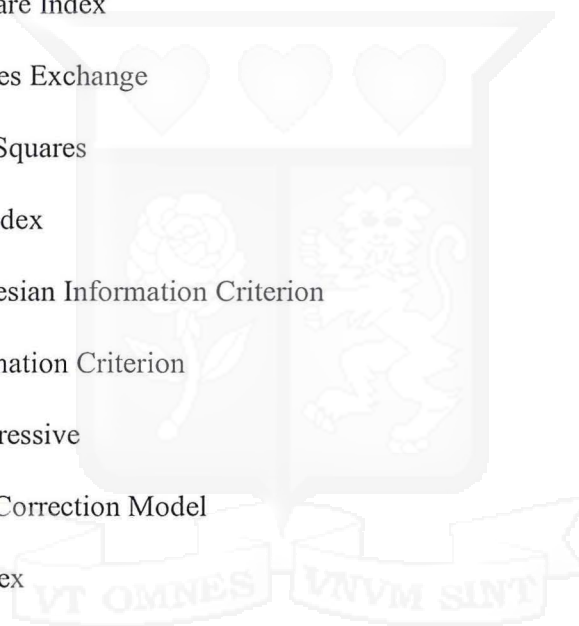 are Index
es Exchange
Squares
dex
esian Information Criterion
nation Criterion
ressive
Correction Model
ex
VT OMNES VNVM SINT